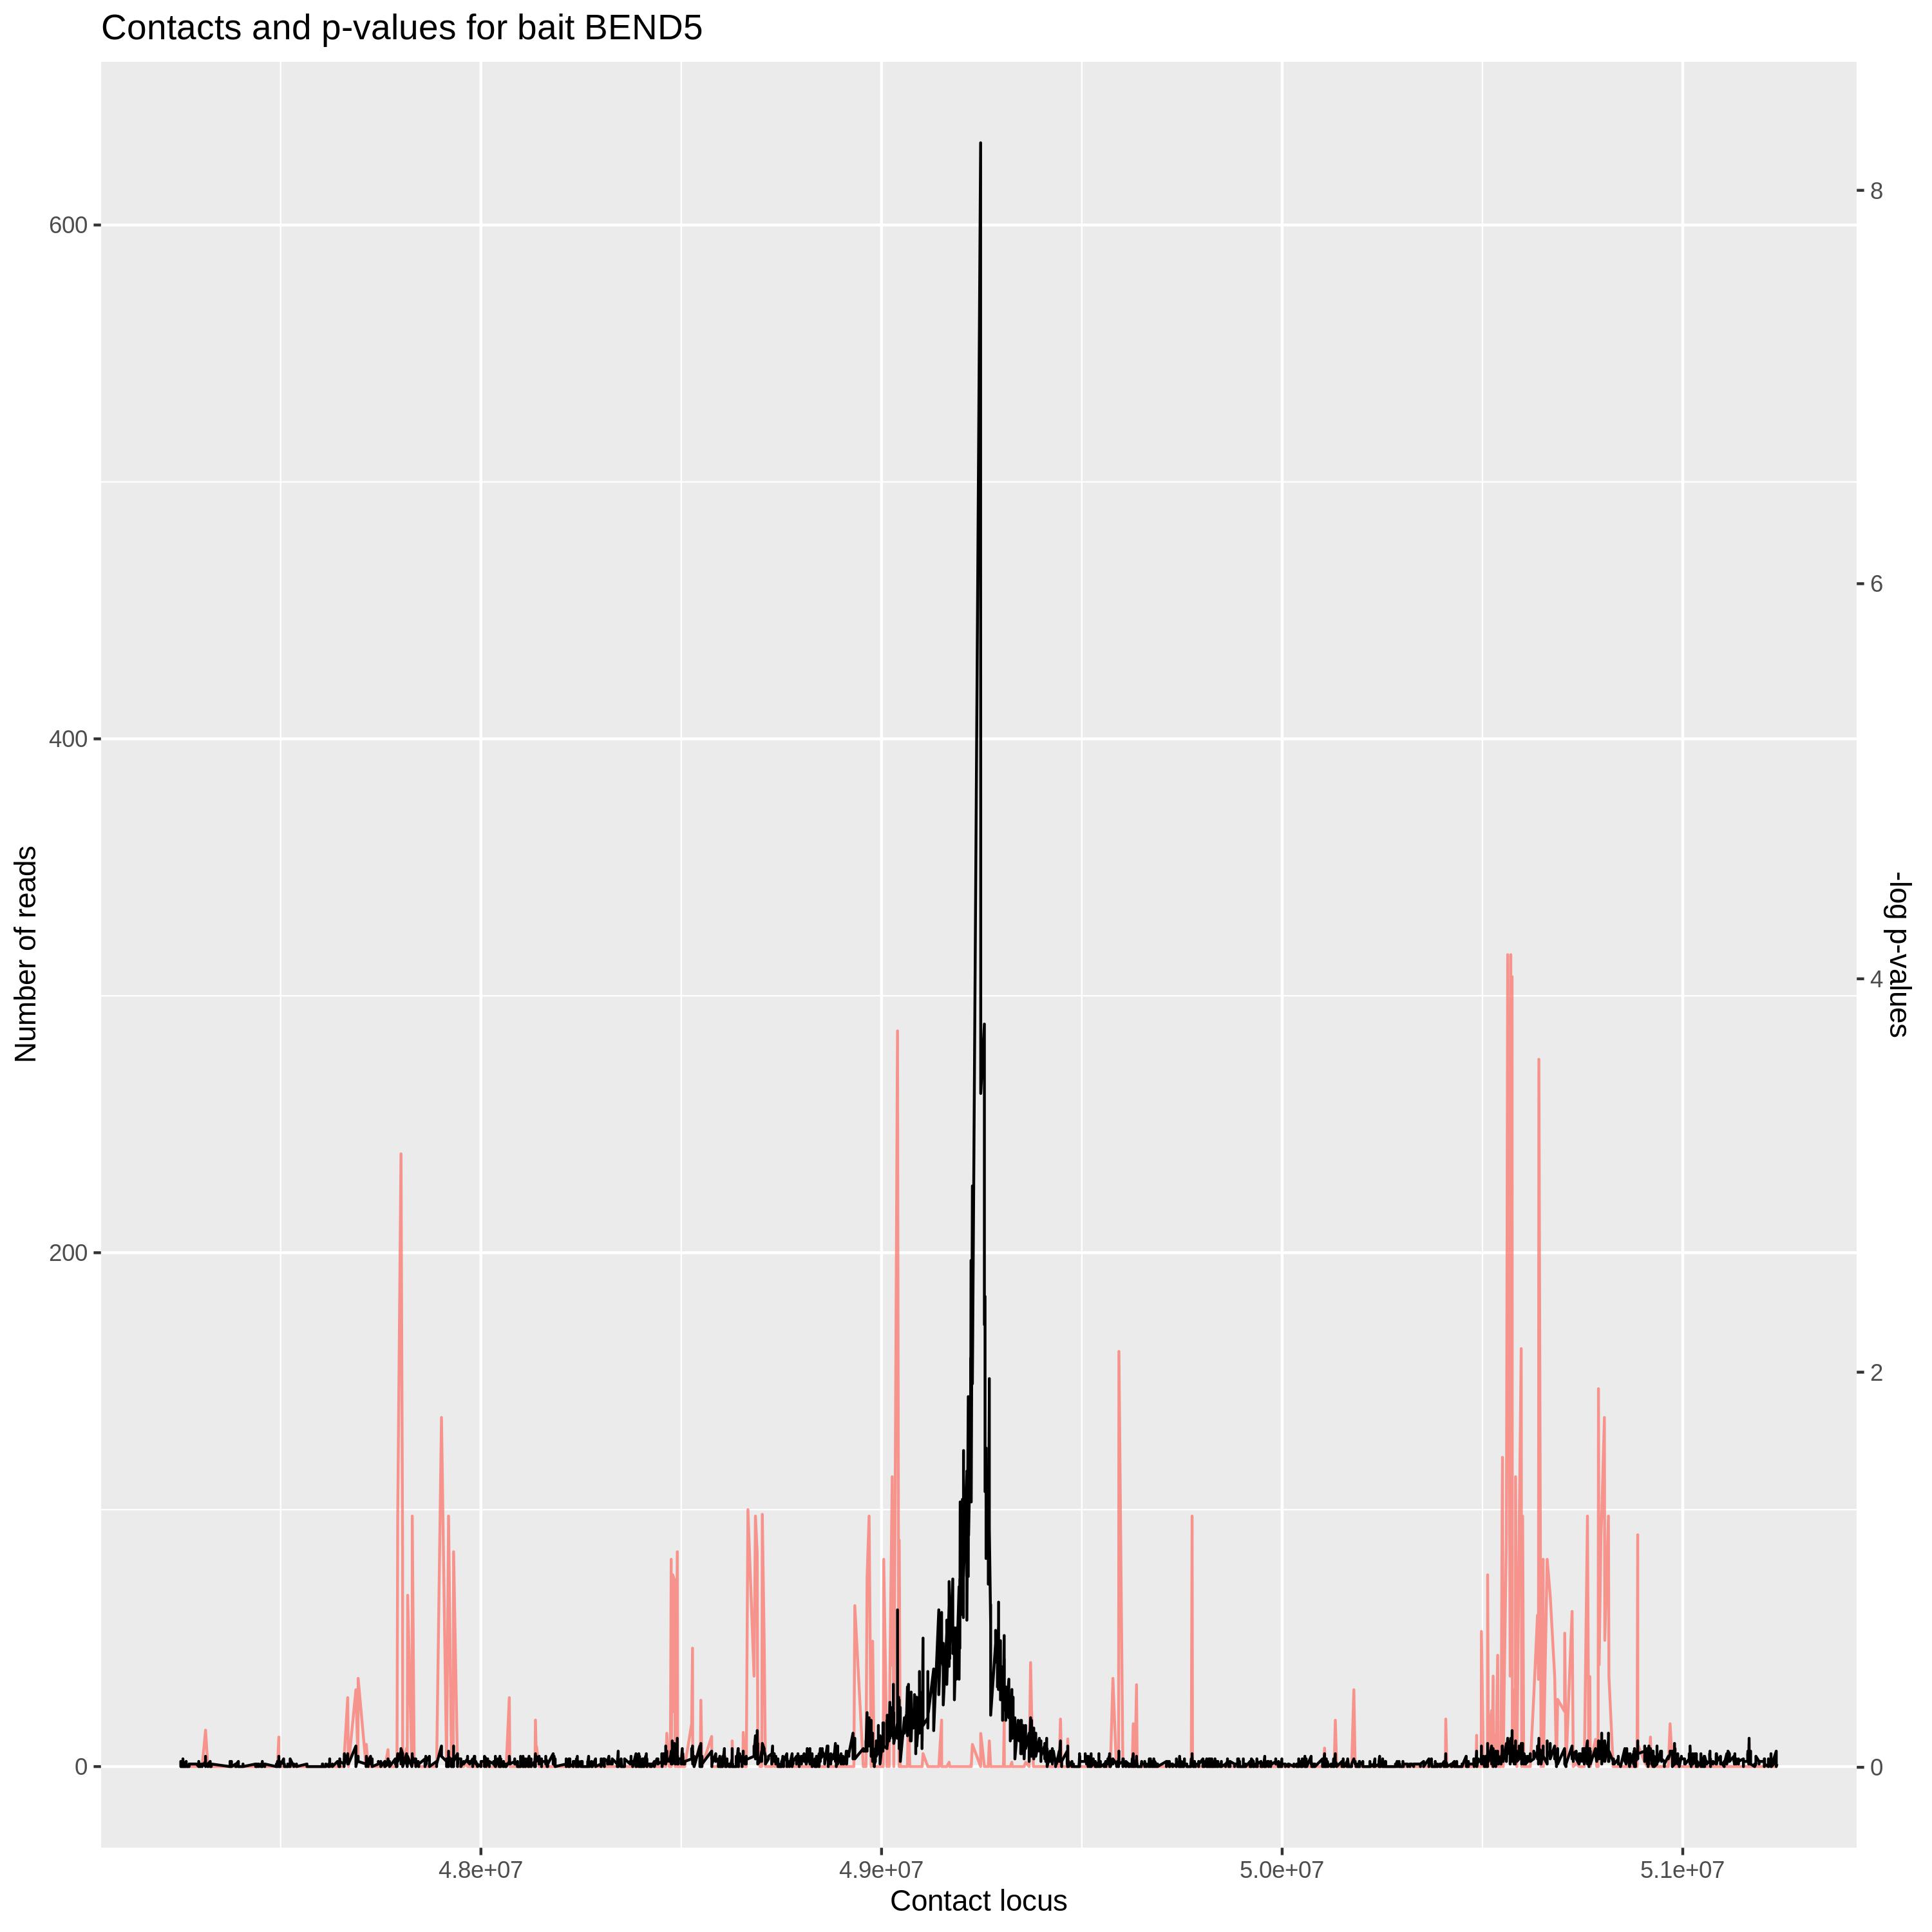 Contacts and p-values for bait BEND5
600
400
200
0
Number of reads
8
6
4
2
0
-log p-values
4.8e+07
4.9e+07
5.0e+07
5.1e+07
Contact locus